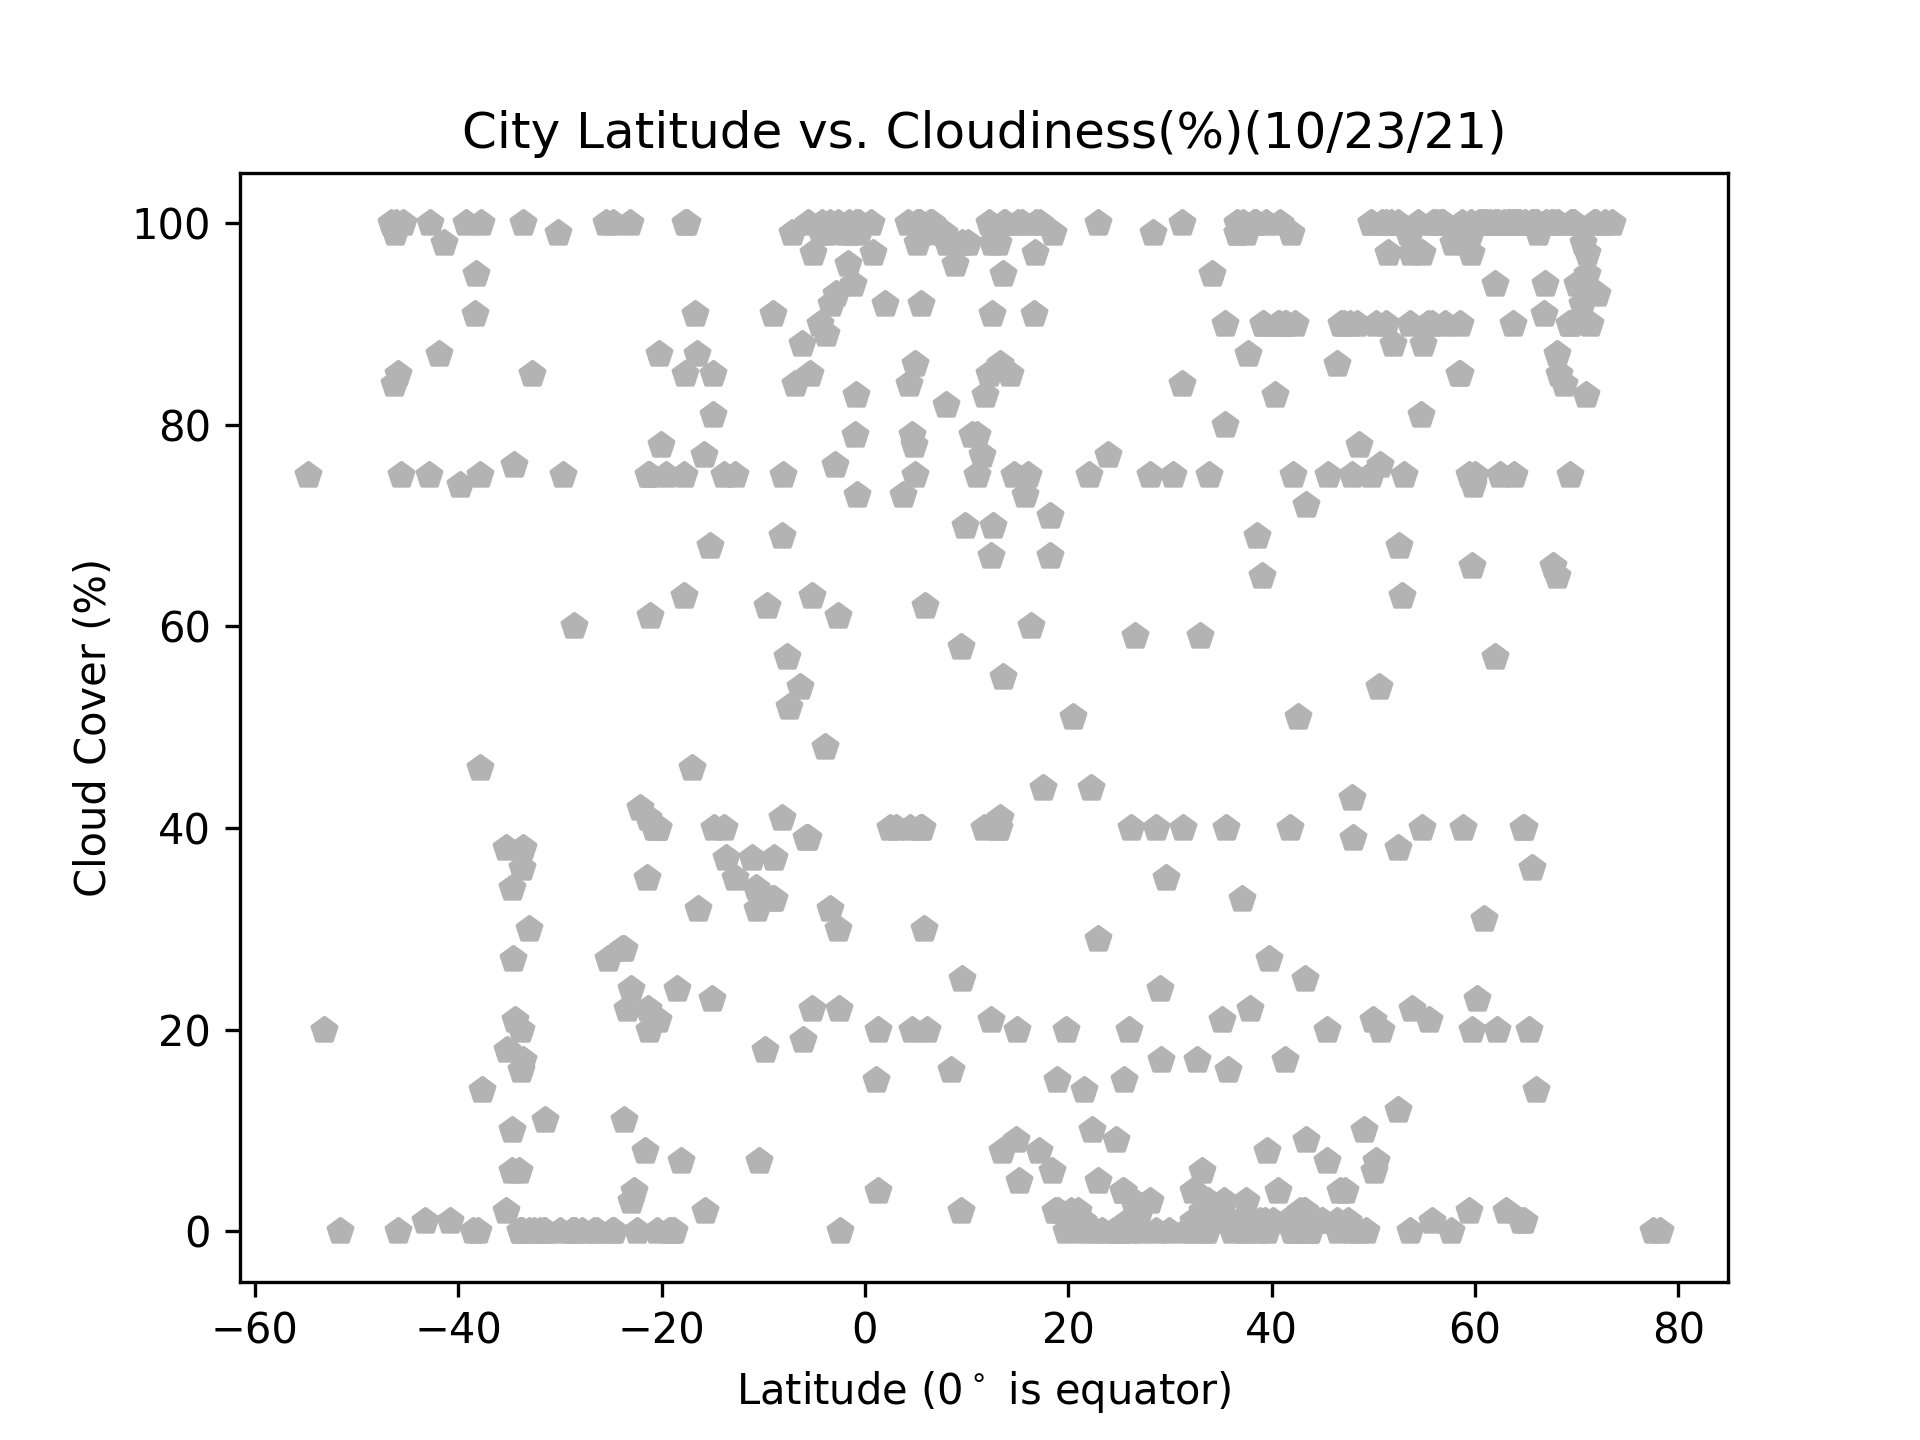 City Latitude vs. Cloudiness(%)(10/23/21)
100
80
60
40
20
0
Cloud Cover (%)
−60 −40 −20 0 20 40 60 80
Latitude (0° is equator)